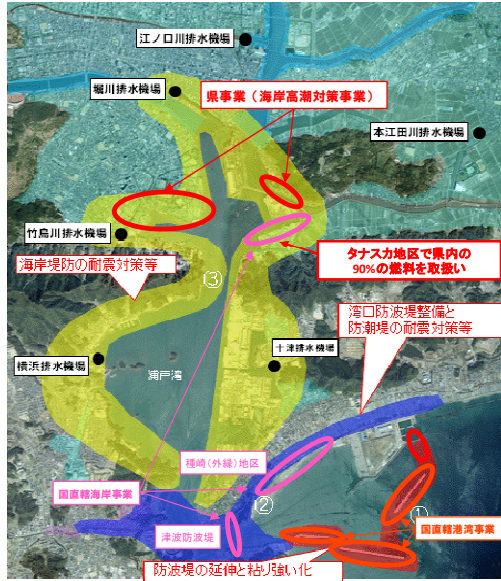 江ノ口川排水機場
堀川排水機場
県事業（海岸高潮対策事業）
本江田川排水機場
竹島川排水機場
タナスカ地区で県内の
90%の燃料を取扱い
海岸堤防の耐震対策等
③
湾口防波堤整備と
防潮堤の耐震対策等
十津排水機場
横浜排水機場
浦戸湾
種崎（外縁）地区
国直轄海岸事業
②
①
国直轄港湾事業
津波防波堤
防波堤の延伸と粘り強い化